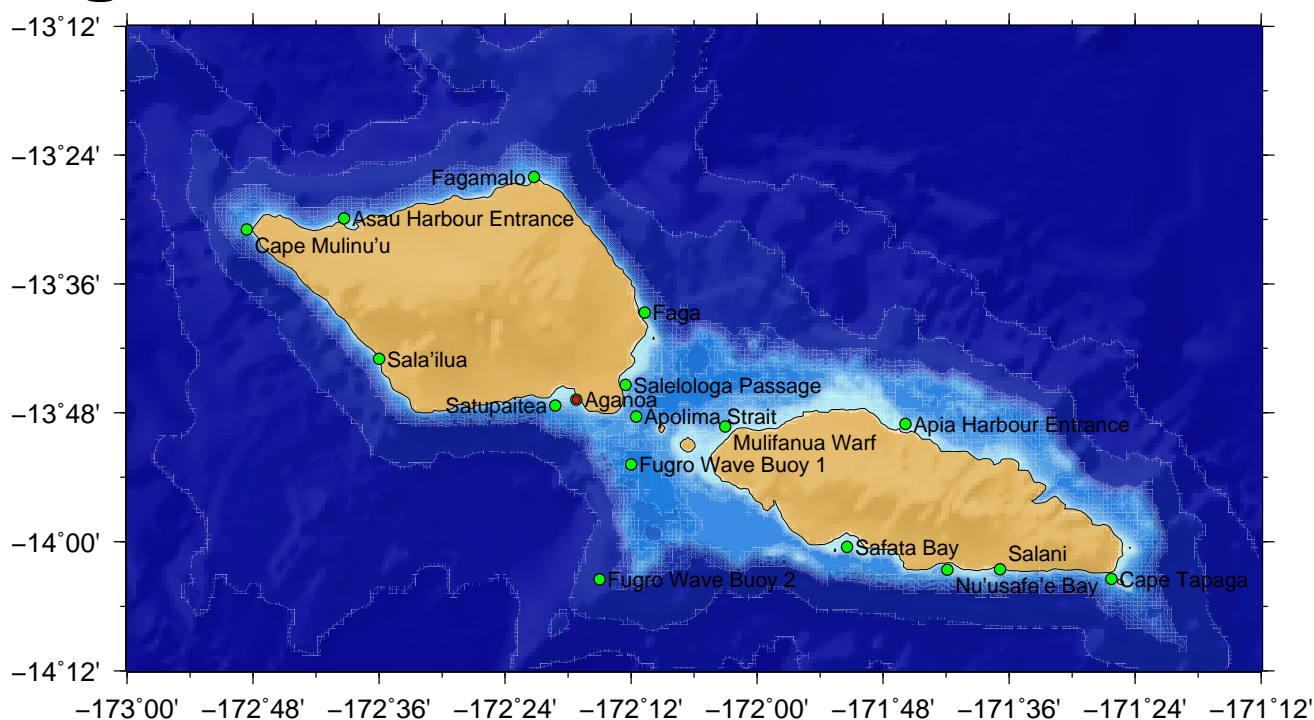 −13˚12'
−13˚24'
Fagamalo
Asau Harbour Entrance
Cape Mulinu’u
−13˚36'
Faga
Sala’ilua
Salelologa Passage
−13˚48'
Satupaitea
Aganoa
Apolima Strait
Apia Harbour Entrance
Mulifanua Warf
Fugro Wave Buoy 1
−14˚00'
Safata Bay
Salani
Fugro Wave Buoy 2
Nu’usafe’e Bay
Cape Tapaga
−14˚12'
−173˚00' −172˚48' −172˚36' −172˚24' −172˚12' −172˚00' −171˚48' −171˚36' −171˚24' −171˚12'